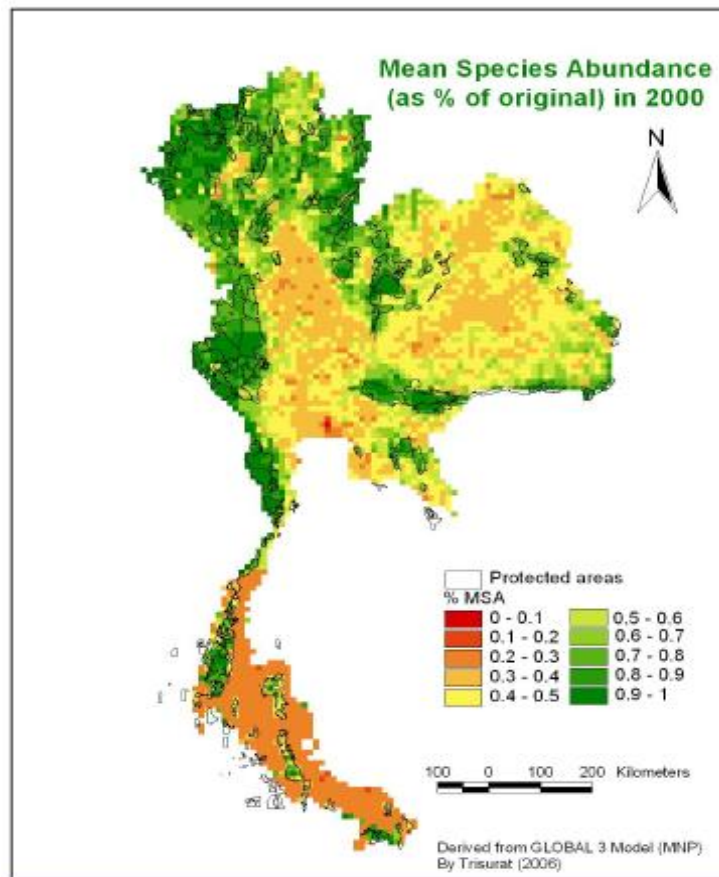 Mean Species Abundance
(as % of original) in 2000
N
Protected areas
% MSA
0 - 0.1
0.1 - 0.2
0.2 - 0.3
0.3 - 0.4
0.4 - 0.5
0.5 - 0.6
0.6 - 0.7
0.7 - 0.8
0.8 - 0.9
0.9 - 1
100 0 100 200 Kilometers
Derived from GLOBAL 3 Model (MNP)
By Trisurat (2006)